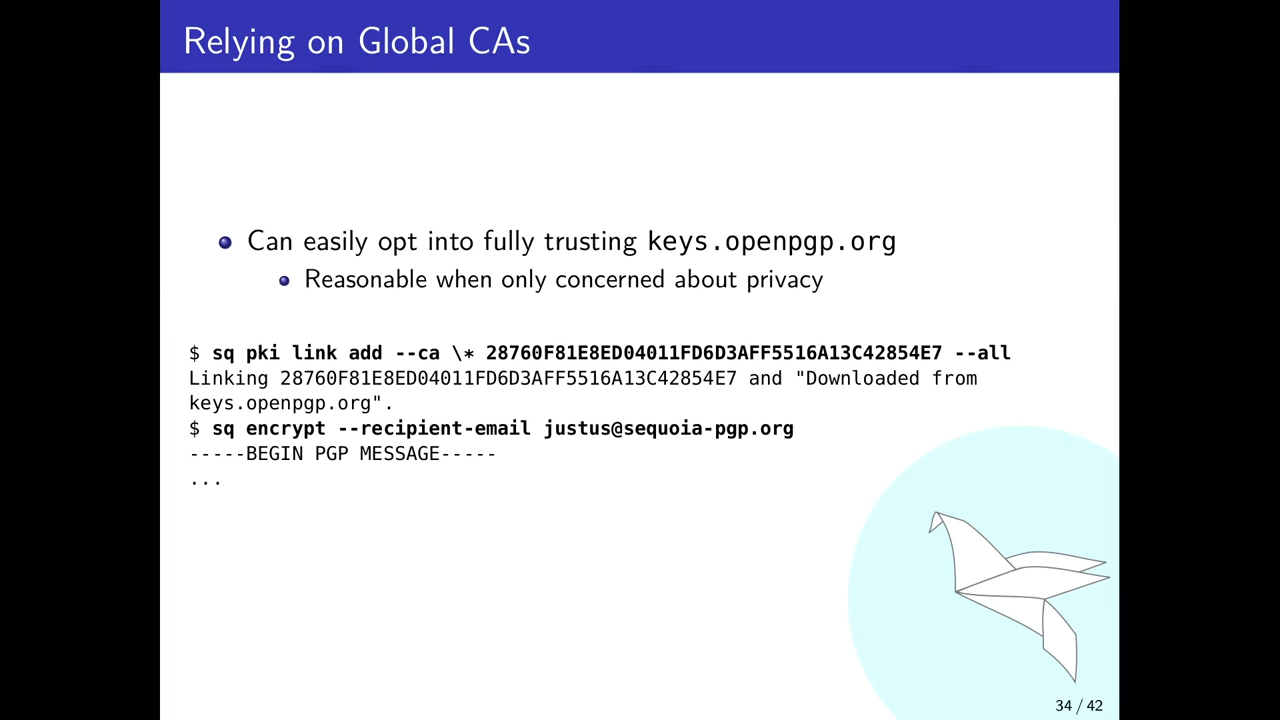 Relying on Global CAs
Can easily opt into fully trusting keys.openpgp.org
Reasonable when only concerned about privacy
$ sq pki link add --ca \* 28760F81E8ED04011FD6D3AFF5516A13C42854E7 --all
Linking 28760F81E8ED04011FD6D3AFF5516A13C42854E7 and "Downloaded from
keys.openpgp.org".
$ sq encrypt --recipient-email justus@sequoia-pgp.org
-----BEGIN PGP MESSAGE-----
...
34 / 42